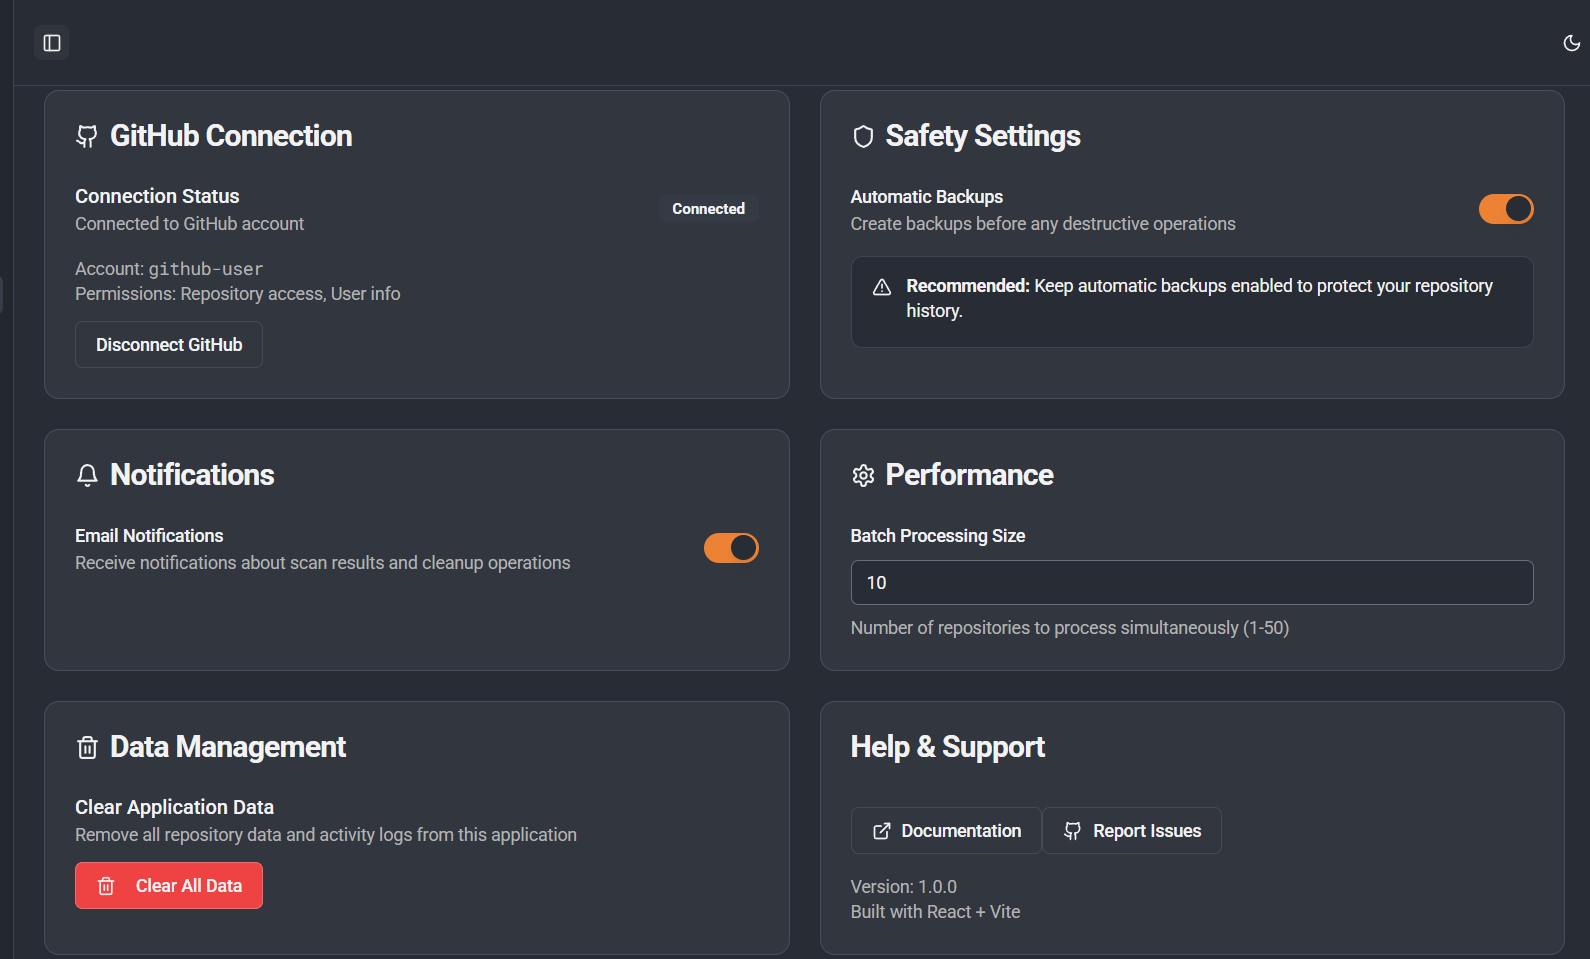 GitHub Connection
Connection Status
Connected to GitHub account
Connected
Account: github-user
Permissions: Repository access, User info
Disconnect GitHub
Safety Settings
Automatic Backups
Create backups before any destructive operations
Recommended: Keep automatic backups enabled to protect your repository
history.
Notifications
Email Notifications
Receive notifications about scan results and cleanup operations
Performance
Batch Processing Size
10
Number of repositories to process simultaneously (1-50)
Data Management
Clear Application Data
Remove all repository data and activity logs from this application
Clear All Data
Help & Support
Documentation
Report Issues
Version: 1.0.0
Built with React + Vite